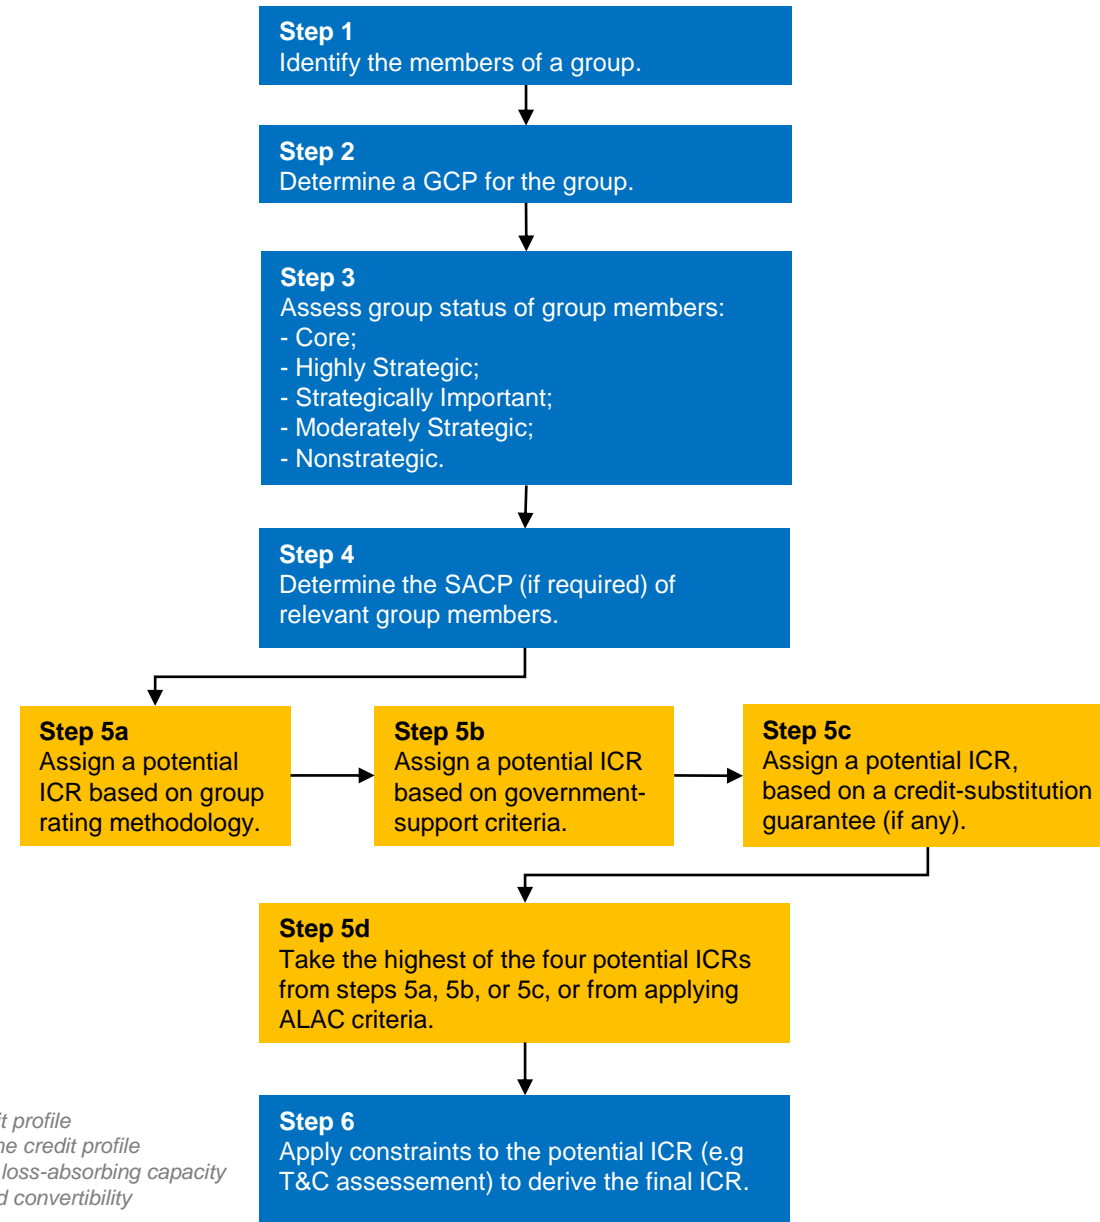 Step 1
Identify the members of a group.
Step 2
Determine a GCP for the group.
Step 3
Assess group status of group members:
- Core;
- Highly Strategic;
- Strategically Important;
- Moderately Strategic;
- Nonstrategic.
Step 4
Determine the SACP (if required) of
relevant group members.
Step 5a
Assign a potential
ICR based on group
rating methodology.
Step 5b
Assign a potential ICR
based on government-
support criteria.
Step 5c
Assign a potential ICR,
based on a credit-substitution
guarantee (if any).
Step 5d
Take the highest of the four potential ICRs
from steps 5a, 5b, or 5c, or from applying
ALAC criteria.
Step 6
Apply constraints to the potential ICR (e.g
T&C assessement) to derive the final ICR.
profile
credit profile
loss-absorbing capacity
convertibility